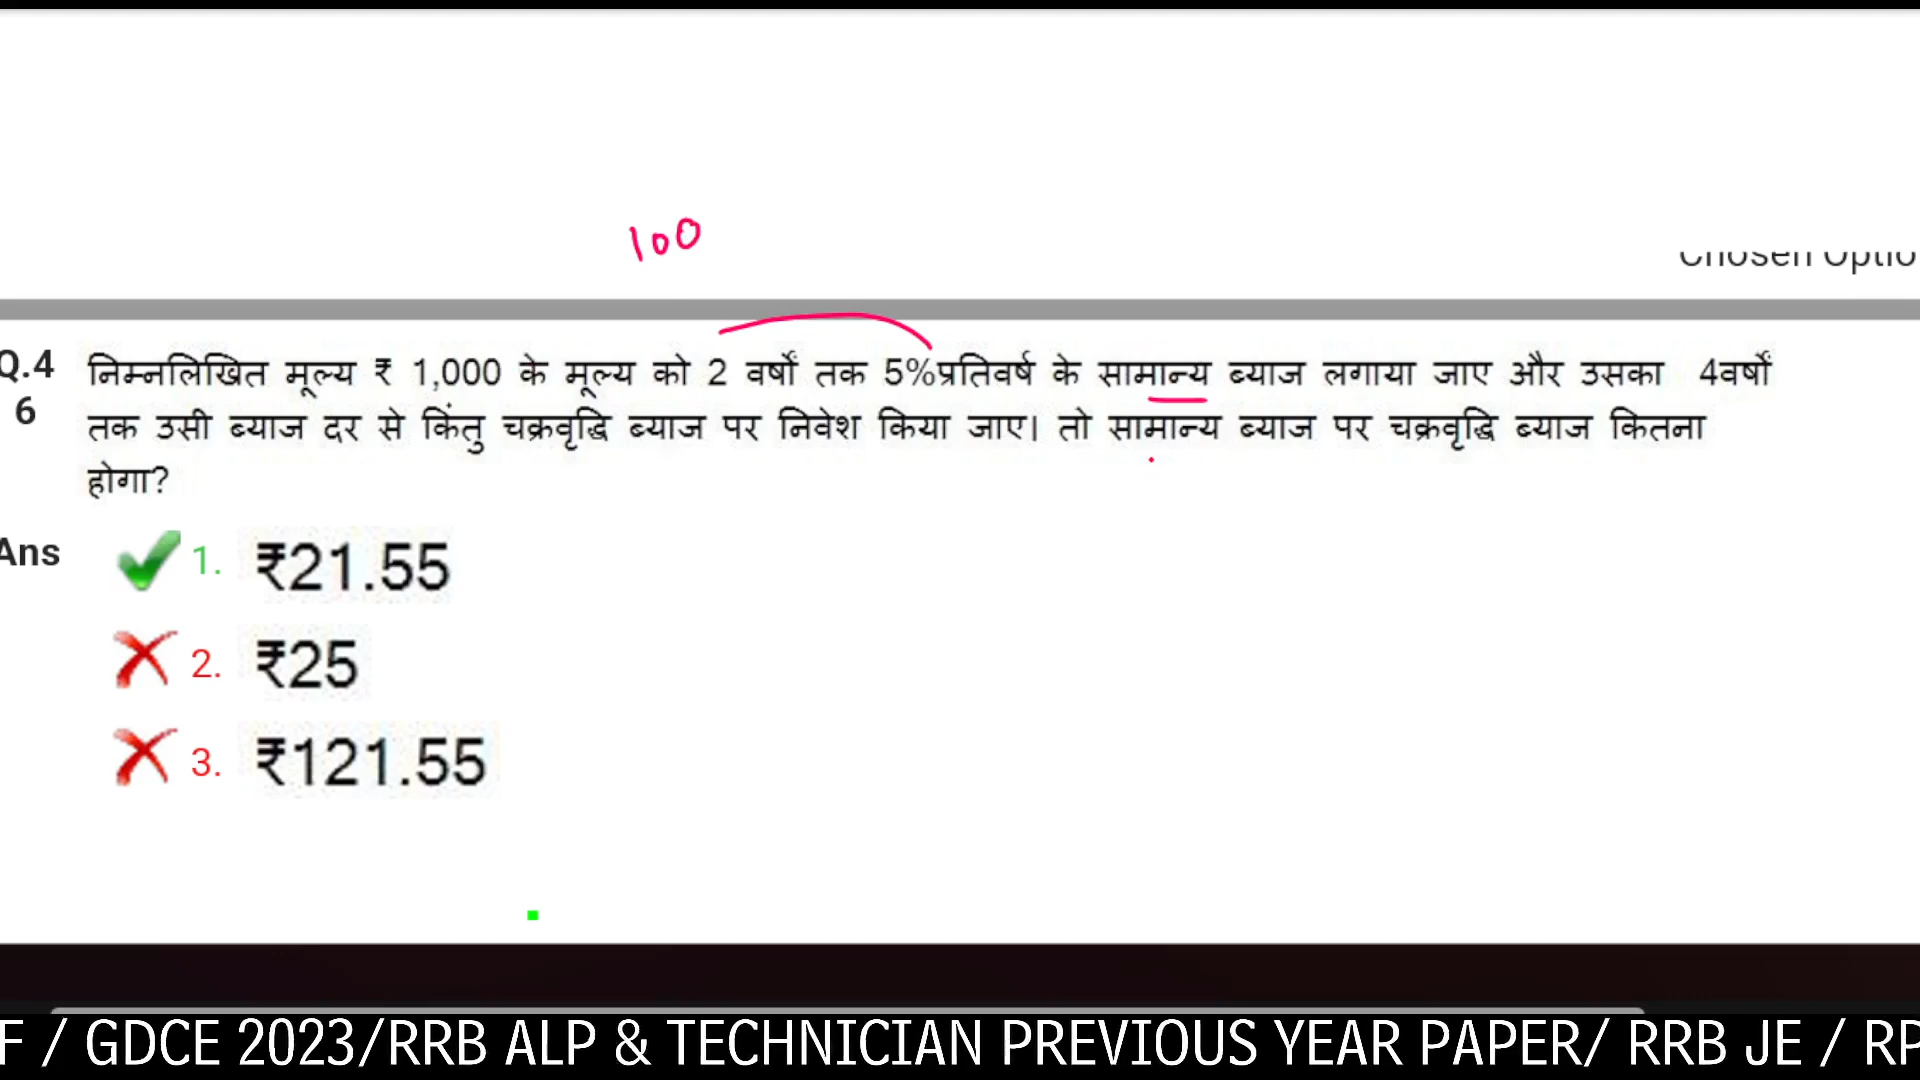 100
Chosen Optio
Q.4 निम्नलिखित मूल्य ₹ 1,000 के मूल्य को 2 वर्षों तक 5%प्रतिवर्ष के सामान्य ब्याज लगाया जाए और उसका 4वर्षों
6 तक उसी ब्याज दर से किंतु चक्रवृद्धि ब्याज पर निवेश किया जाए। तो सामान्य ब्याज पर चक्रवृद्धि ब्याज कितना
होगा?
Ans 1. ₹21.55
2. ₹25
3. ₹121.55
F / GDCE 2023/RRB ALP & TECHNICIAN PREVIOUS YEAR PAPER/ RRB JE / RP